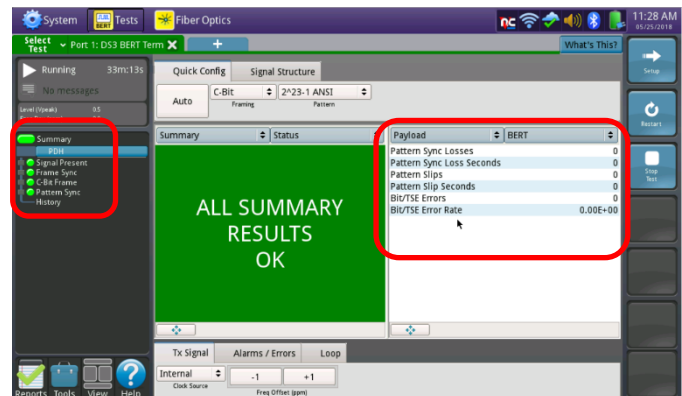 System
Tests
Fiber Optics
nc
11:28 AM
05/25/2018
Select
Test
Port 1: DS3 BERT Term
What's This?
Running 33m:13s
No messages
Level (Vpeak) 0.5
Summary
PDH
Signal Present
Frame Sync
C-Bit Frame
Pattern Sync
History
Quick Config
Signal Structure
Auto
C-Bit
Framing
2^23-1 ANSI
Pattern
Summary
Status
ALL SUMMARY
RESULTS
OK
Payload
BERT
Pattern Sync Losses 0
Pattern Sync Loss Seconds 0
Pattern Slips 0
Pattern Slip Seconds 0
Bit/TSE Errors 0
Bit/TSE Error Rate 0.00E+00
Tx Signal
Alarms / Errors
Loop
Internal
Clock Source
-1
+1
Freq Offset (ppm)
Setup
Restart
Stop
Test
Reports
Tools
View
Help